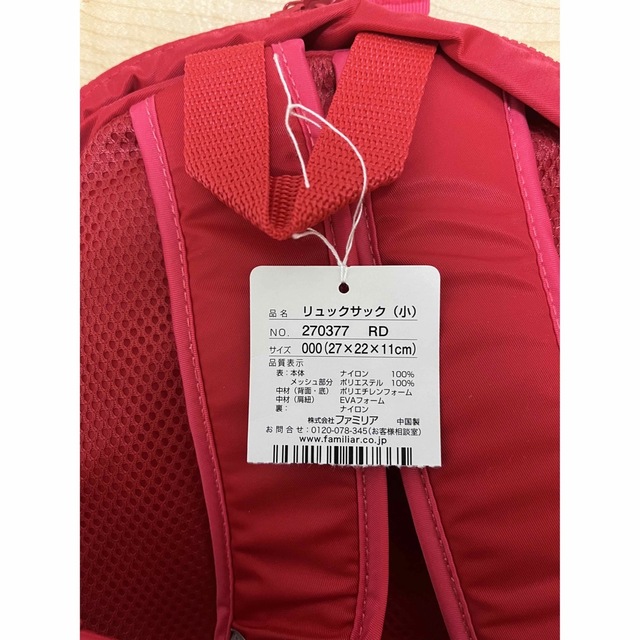 品名 リュックサック（小）
NO. 270377 RD
サイズ 000(27×22×11cm)
品質表示
表：本体 ナイロン 100%
メッシュ部分 ポリエステル 100%
中材（背面・底） ポリエチレンフォーム
中材（肩紐） EVAフォーム
裏： ナイロン
株式会社ファミリア 中国製
お問合せ：0120-078-345(お客様相談室)
www.familiar.co.jp